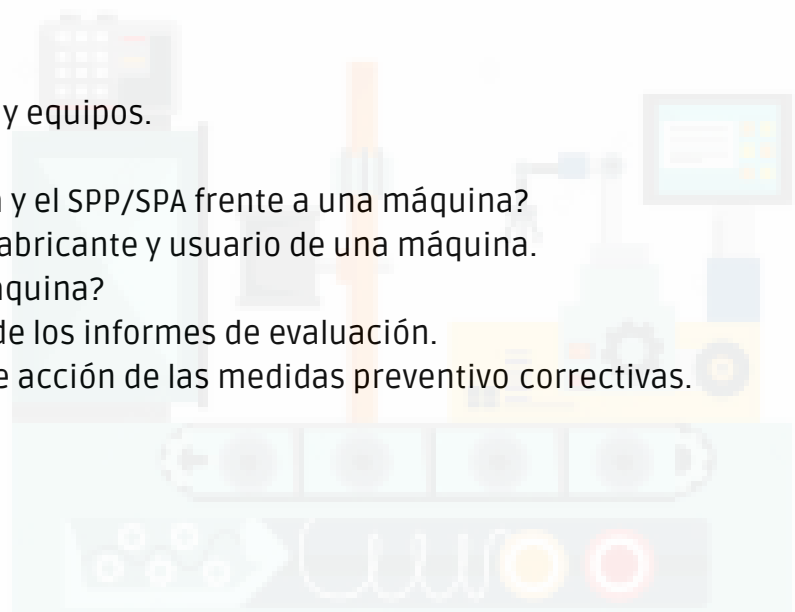 y equipos.
y el SPP/SPA frente a una máquina?
abricante y usuario de una máquina.
quina?
de los informes de evaluación.
e acción de las medidas preventivo correctivas.